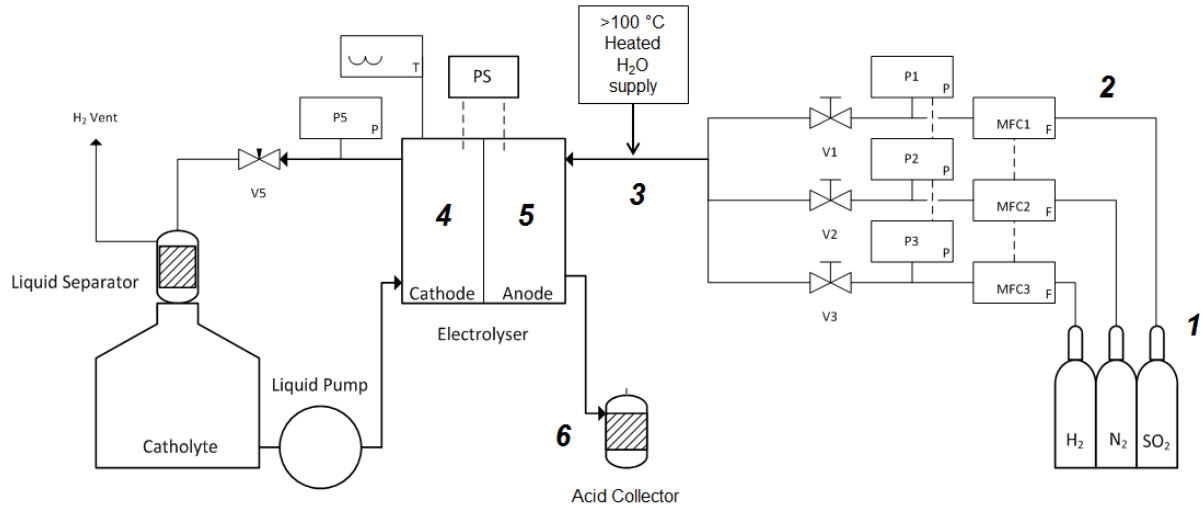 >100 °C
Heated
H₂O
supply
T
PS
P5
P
H₂ Vent
V5
P1
P
MFC1
F
2
V1
P2
P
3
MFC2
F
V2
P3
P
MFC3
F
V3
4
5
Liquid Separator
Cathode
Anode
Electrolyser
1
Liquid Pump
Catholyte
6
H₂
N₂
SO₂
Acid Collector